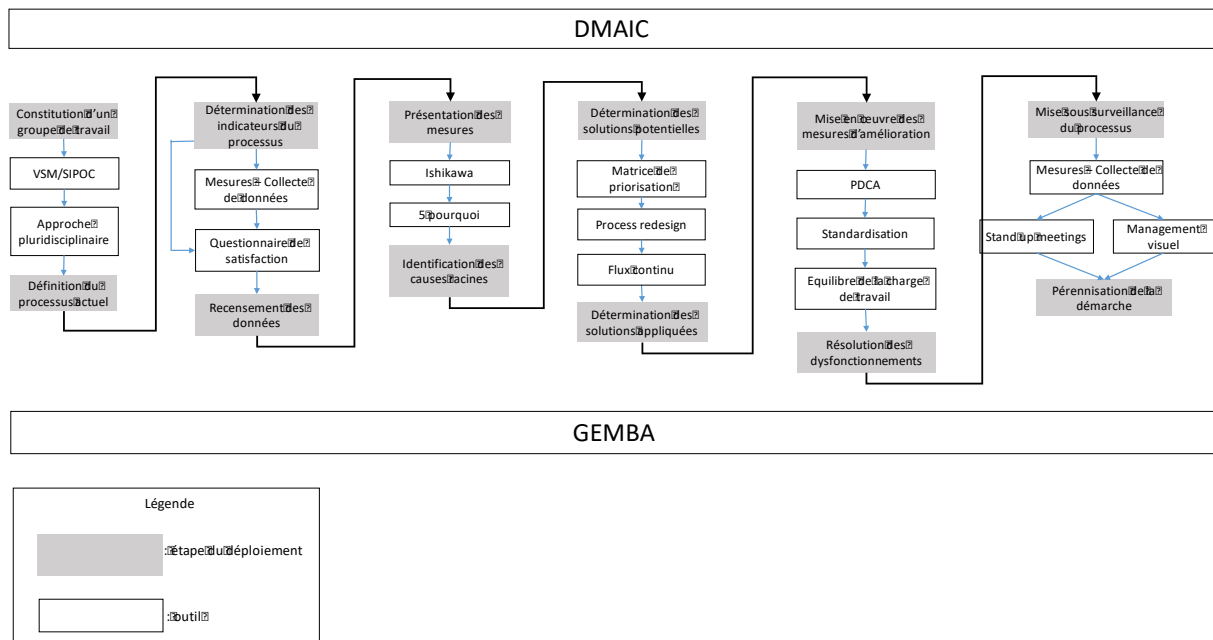 DMAIC
Constitution d'un
groupe de travail
VSM/SIPOC
Approche
pluridisciplinaire
Définition du
processus actuel
Détermination des
indicateurs du
processus
Mesures – Collecte
de données
Questionnaire de
satisfaction
Recensement des
données
Présentation des
mesures
Ishikawa
5 pourquoi
Identification des
causes racines
Détermination des
solutions potentielles
Matrice de
priorisation
Process redesign
Flux continu
Détermination des
solutions appliquées
Mise en œuvre des
mesures d'amélioration
PDCA
Standardisation
Equilibre de la charge
de travail
Résolution des
dysfonctionnements
Mise sous surveillance
du processus
Mesures – Collecte de
données
Stand up meetings
Management
visuel
Pérennisation de la
démarche
GEMBA
Légende
: étape du déploiement
: outil